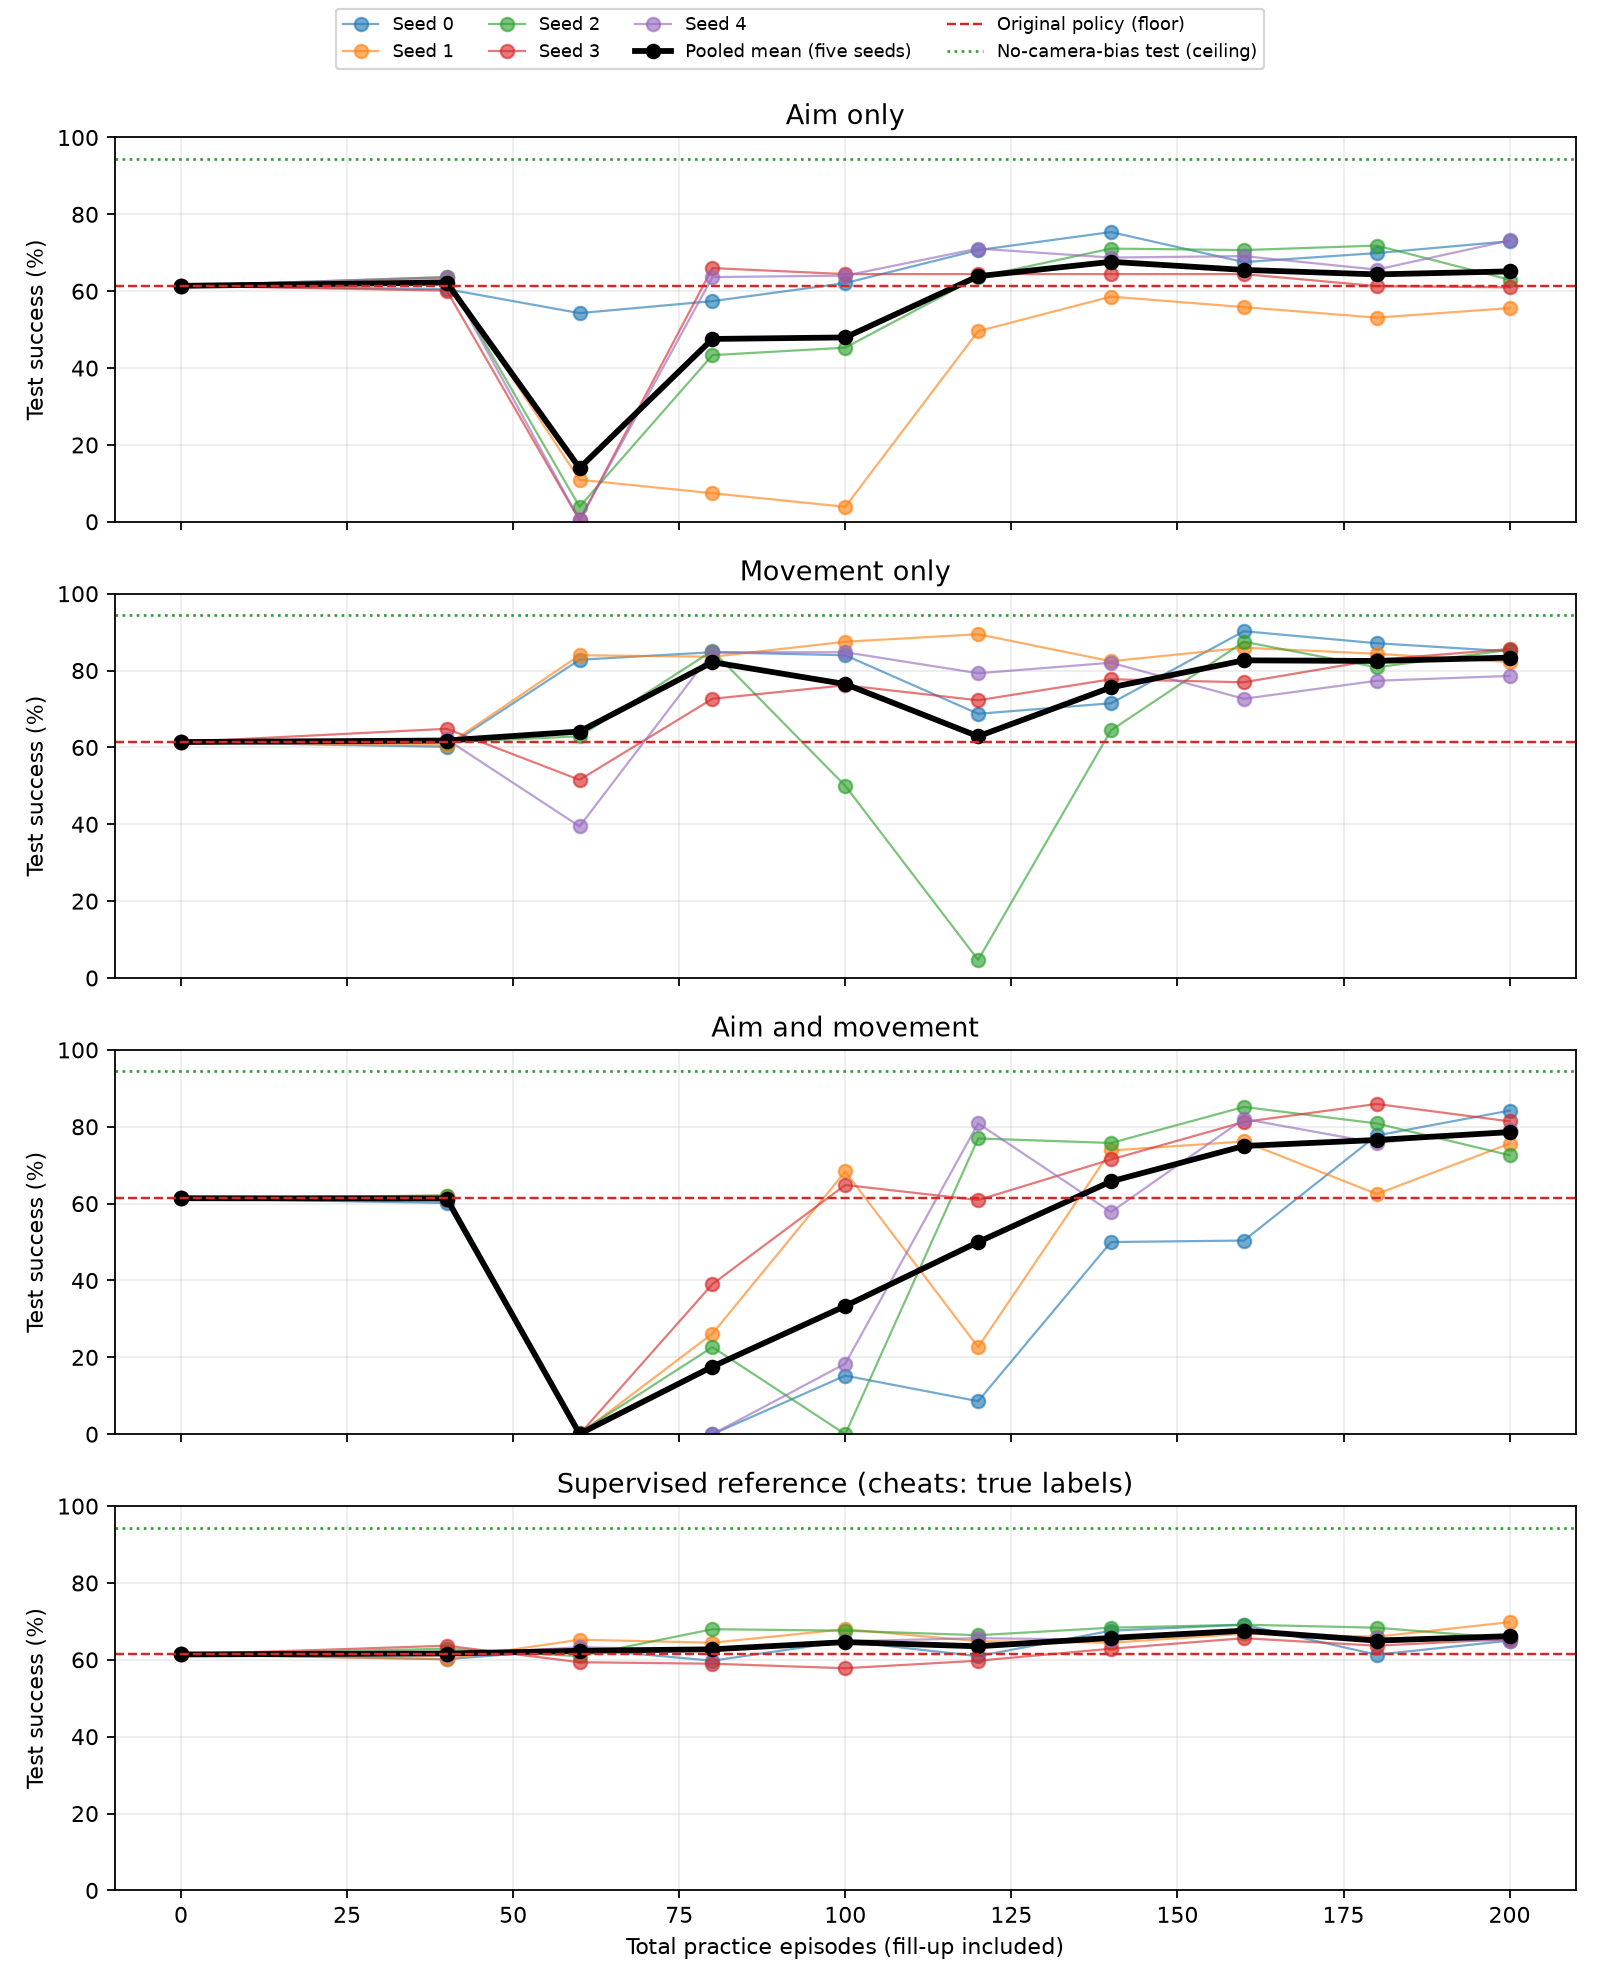 Seed 0
Seed 2
Seed 4
Original policy (floor)
Seed 1
Seed 3
Pooled mean (five seeds)
No-camera-bias test (ceiling)
Aim only
100
80
60
40
20
0
Test success (%)
Movement only
100
80
60
40
20
0
Test success (%)
Aim and movement
100
80
60
40
20
0
Test success (%)
Supervised reference (cheats: true labels)
100
80
60
40
20
0
Test success (%)
0 25 50 75 100 125 150 175 200
Total practice episodes (fill-up included)